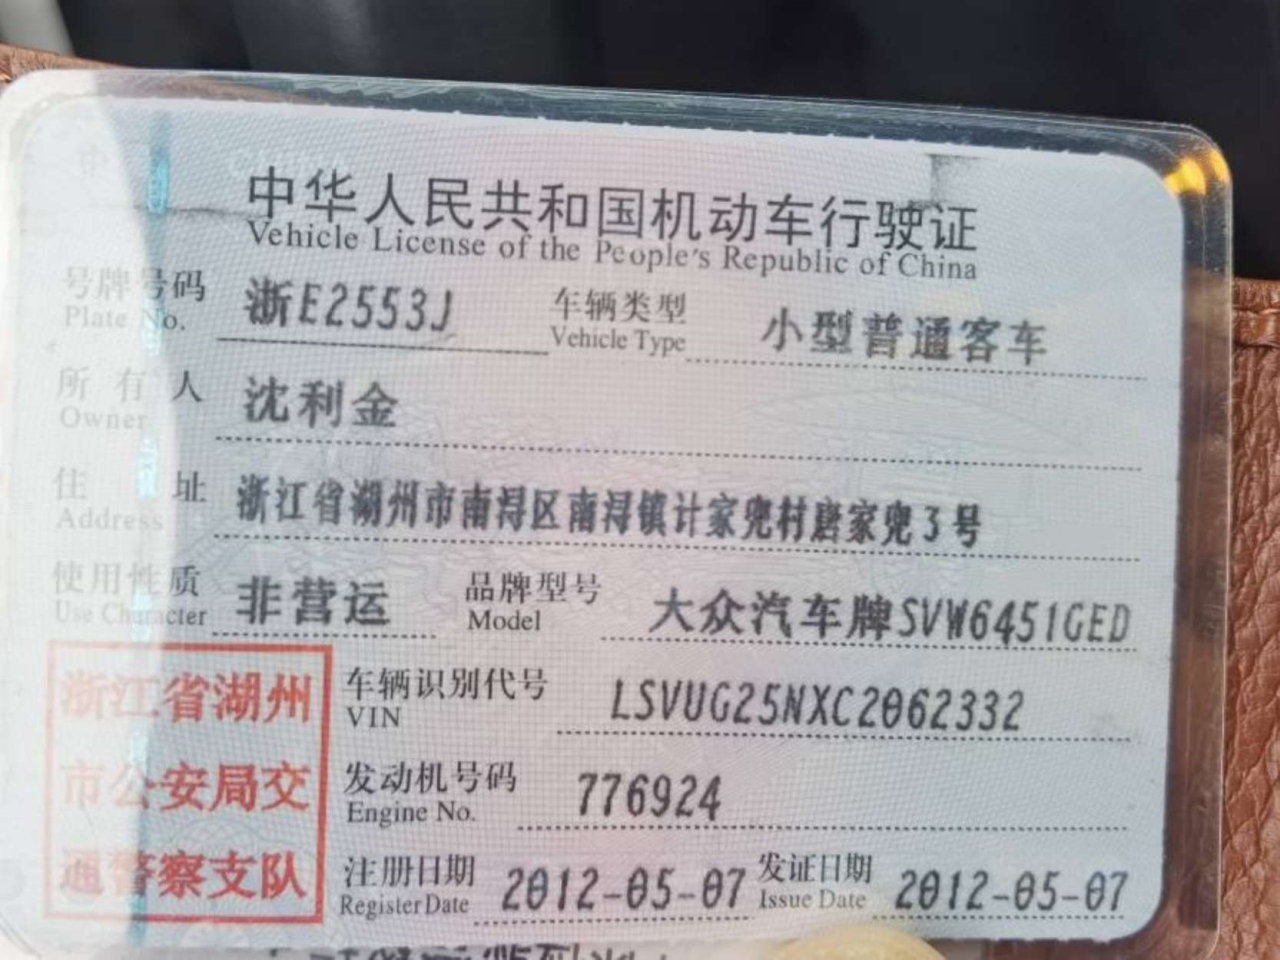 中华人民共和国机动车行驶证
Vehicle License of the People's Republic of China
号牌号码 浙E2553J 车辆类型 小型普通客车
Plate No. Vehicle Type
所有人 沈利金
Owner
住址 浙江省湖州市南浔区南浔镇计家兜村唐家兜3号
Address
使用性质 非营运 品牌型号 大众汽车牌SVW6451GED
Use Character Model
浙江省湖州
市公安局交
通警察支队
车辆识别代号 LSVUG25NXC2062332
VIN
发动机号码 776924
Engine No.
注册日期 2012-05-07 发证日期 2012-05-07
Register Date Issue Date